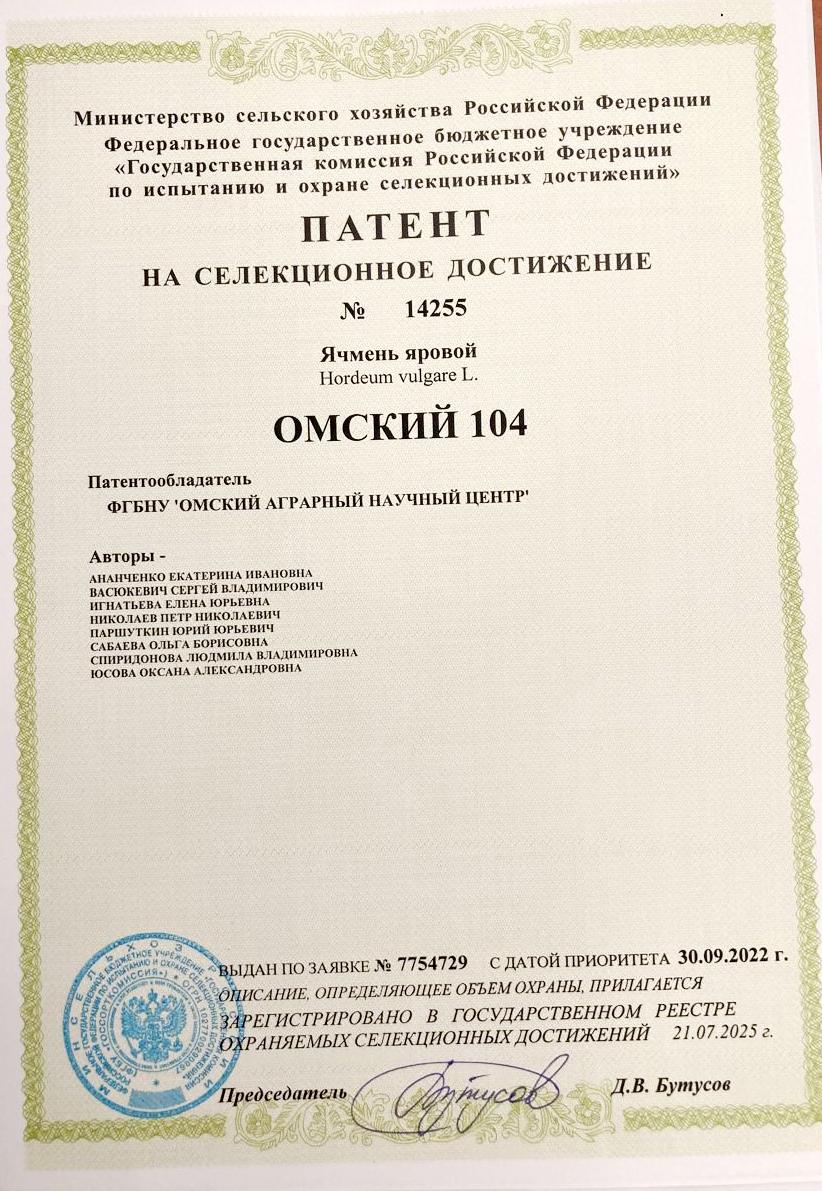 Министерство сельского хозяйства Российской Федерации
Федеральное государственное бюджетное учреждение
«Государственная комиссия Российской Федерации
по испытанию и охране селекционных достижений»
ПАТЕНТ
НА СЕЛЕКЦИОННОЕ ДОСТИЖЕНИЕ
№ 14255
Ячмень яровой
Hordeum vulgare L.
ОМСКИЙ 104
Патентообладатель
ФГБНУ 'ОМСКИЙ АГРАРНЫЙ НАУЧНЫЙ ЦЕНТР'
Авторы -
АНАНЧЕНКО ЕКАТЕРИНА ИВАНОВНА
ВАСЮКЕВИЧ СЕРГЕЙ ВЛАДИМИРОВИЧ
ИГНАТЬЕВА ЕЛЕНА ЮРЬЕВНА
НИКОЛАЕВ ПЕТР НИКОЛАЕВИЧ
ПАРШУТКИН ЮРИЙ ЮРЬЕВИЧ
САБАЕВА ОЛЬГА БОРИСОВНА
СПИРИДОНОВА ЛЮДМИЛА ВЛАДИМИРОВНА
ЮСОВА ОКСАНА АЛЕКСАНДРОВНА
ВЫДАН ПО ЗАЯВКЕ № 7754729 С ДАТОЙ ПРИОРИТЕТА 30.09.2022 г.
ОПИСАНИЕ, ОПРЕДЕЛЯЮЩЕЕ ОБЪЕМ ОХРАНЫ, ПРИЛАГАЕТСЯ
ЗАРЕГИСТРИРОВАНО В ГОСУДАРСТВЕННОМ РЕЕСТРЕ
ОХРАНЯЕМЫХ СЕЛЕКЦИОННЫХ ДОСТИЖЕНИЙ 21.07.2025 г.
Председатель Бутусов Д.В. Бутусов